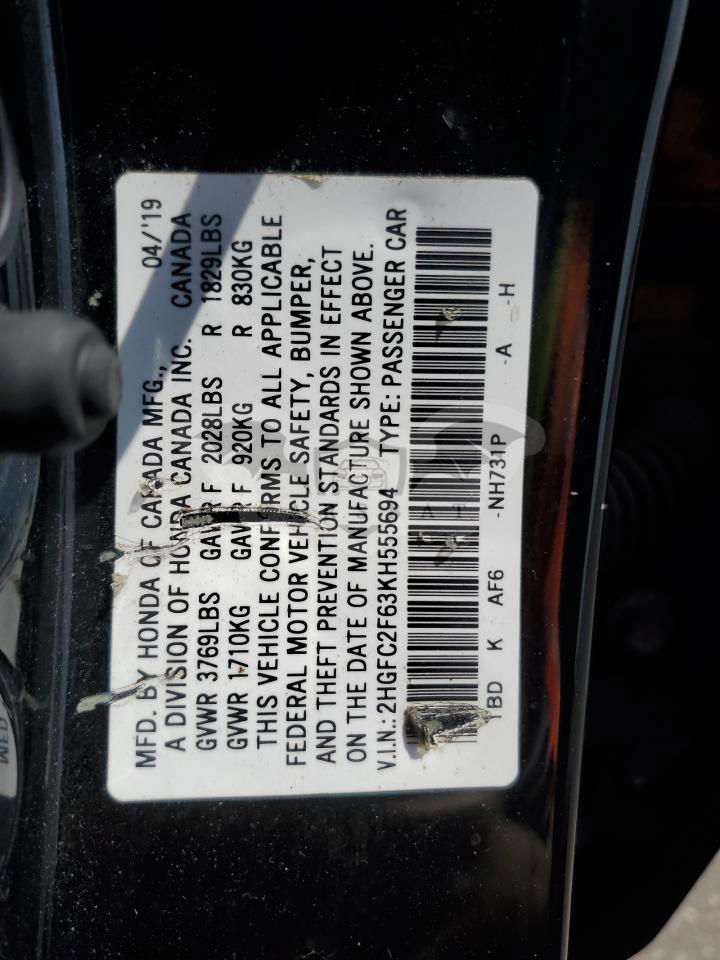 MFD. BY HONDA OF CANADA MFG., 04/'19
A DIVISION OF HONDA CANADA INC. CANADA
GVWR 3769LBS GAWR F 2028LBS R 1829LBS
GVWR 1710KG GAWR F 920KG R 830KG
THIS VEHICLE CONFORMS TO ALL APPLICABLE
FEDERAL MOTOR VEHICLE SAFETY, BUMPER,
AND THEFT PREVENTION STANDARDS IN EFFECT
ON THE DATE OF MANUFACTURE SHOWN ABOVE.
V.I.N.: 2HGFC2F63KH555694 TYPE: PASSENGER CAR
TBD K AF6 -NH731P -A -H